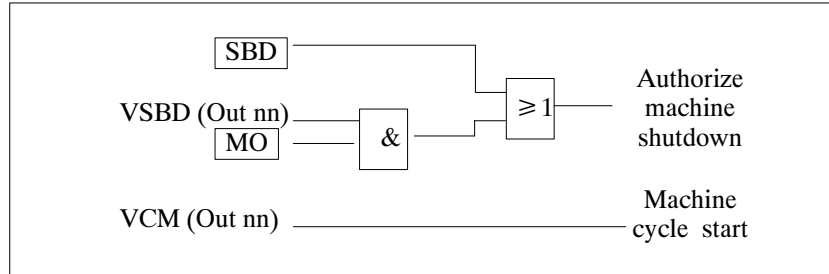 SBD
VSBD (Out nn)
MO
&
≥ 1
Authorize
machine
shutdown
VCM (Out nn)
Machine
cycle start